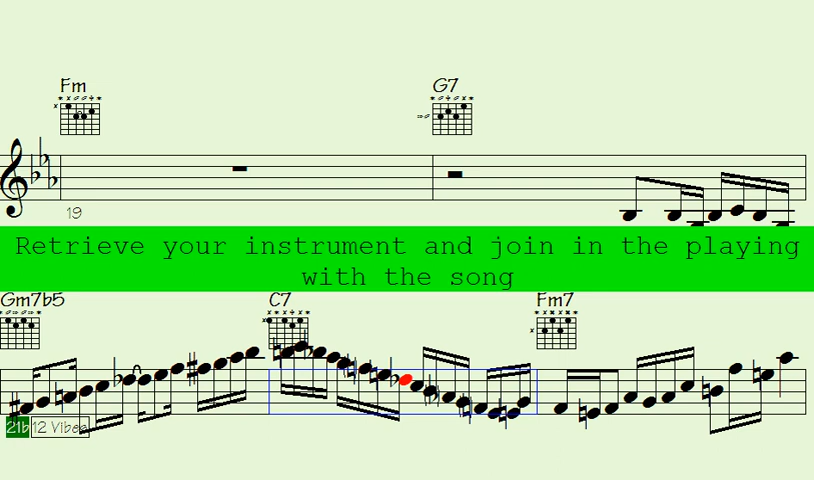 Fm G7
19
Retrieve your instrument and join in the playing
with the song
Gm7b5 C7 Fm7
21b 12 Vibes